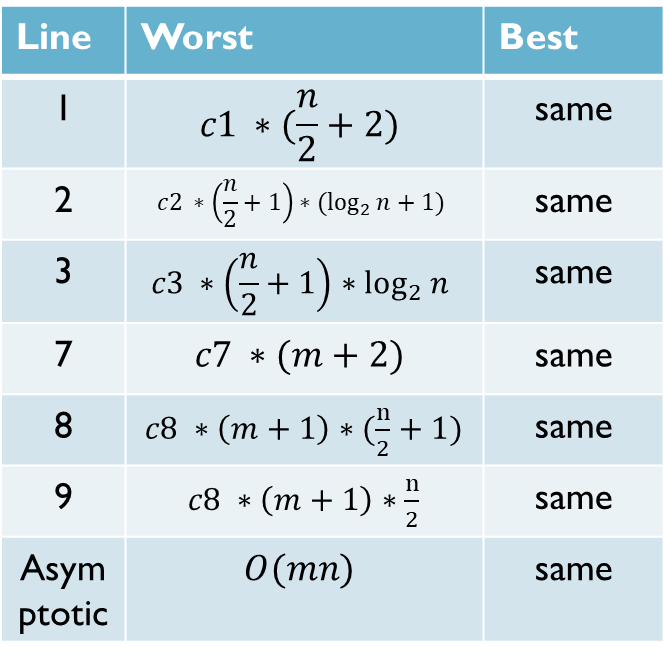 Line Worst Best
1 c1 * (n/2 + 2) same
2 c2 * (n/2 + 1) * (log₂ n + 1) same
3 c3 * (n/2 + 1) * log₂ n same
7 c7 * (m + 2) same
8 c8 * (m + 1) * (n/2 + 1) same
9 c8 * (m + 1) * n/2 same
Asym O(mn) same
ptotic